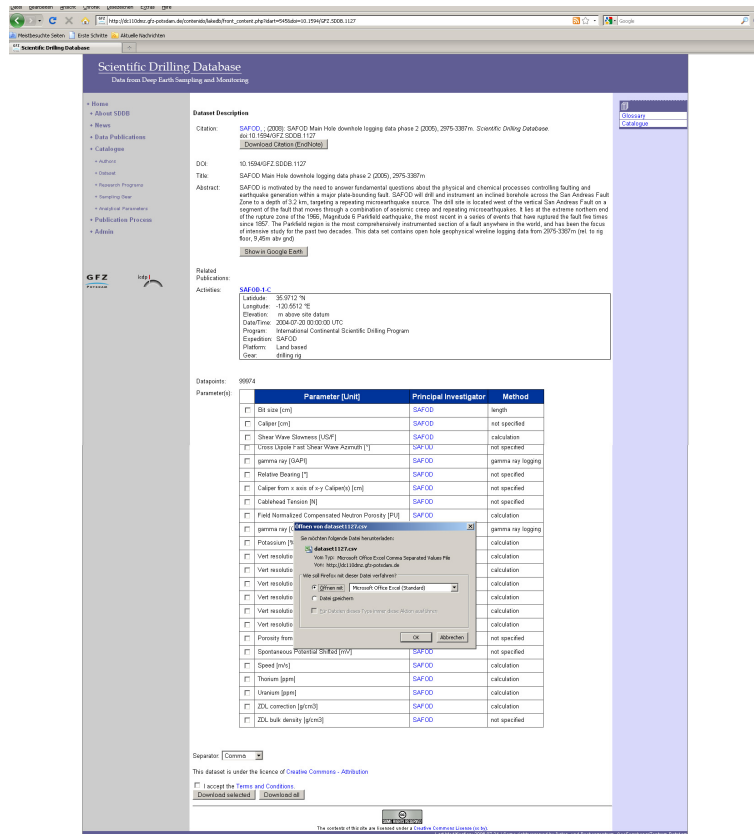 Datei Bearbeiten Ansicht Chronik Lesezeichen Extras Hilfe
http://dc110dmz.gfz-potsdam.de/contenido/lakedb/front_content.php?idart=545&doi=10.1594/GFZ.SDDB.1127
Google
Meistbesuchte Seiten Erste Schritte Aktuelle Nachrichten
Scientific Drilling Database
Scientific Drilling Database
Data from Deep Earth Sampling and Monitoring
Home
About SDDB
News
Data Publications
Catalogue
Authors
Dataset
Research Programs
Sampling Gear
Analytical Parameters
Publication Process
Admin
GFZ
Potsdam
icdp
Glossary
Catalogue
Dataset Description
Citation: SAFOD, ; (2008): SAFOD Main Hole downhole logging data phase 2 (2005), 2975-3387m. Scientific Drilling Database.
doi:10.1594/GFZ.SDDB.1127
Download Citation (EndNote)
DOI: 10.1594/GFZ.SDDB.1127
Title: SAFOD Main Hole downhole logging data phase 2 (2005), 2975-3387m
Abstract: SAFOD is motivated by the need to answer fundamental questions about the physical and chemical processes controlling faulting and
earthquake generation within a major plate-bounding fault. SAFOD will drill and instrument an inclined borehole across the San Andreas Fault
Zone to a depth of 3.2 km, targeting a repeating microearthquake source. The drill site is located west of the vertical San Andreas Fault on a
segment of the fault that moves through a combination of aseismic creep and repeating microearthquakes. It lies at the extreme northern end
of the rupture zone of the 1966, Magnitude 6 Parkfield earthquake, the most recent in a series of events that have ruptured the fault five times
since 1857. The Parkfield region is the most comprehensively instrumented section of a fault anywhere in the world, and has been the focus
of intensive study for the past two decades. This data set contains open hole geophysical wireline logging data from 2975-3387m (rel. to rig
floor, 9,45m abv gnd)
Show in Google Earth
Related
Publications:
Activities: SAFOD-1-C
Latidude: 35.9712 °N
Longitude: -120.5512 °E
Elevation: m above site datum
Date/Time: 2004-07-20 00:00:00 UTC
Program: International Continental Scientific Drilling Program
Expedition: SAFOD
Platform: Land based
Gear: drilling rig
Datapoints: 99974
Parameter(s):
Parameter [Unit] Principal Investigator Method
Bit size [cm] SAFOD length
Caliper [cm] SAFOD not specified
Shear Wave Slowness [US/F] SAFOD calculation
Cross Dipole Fast Shear Wave Azimuth [°] SAFOD not specified
gamma ray [GAPI] SAFOD gamma ray logging
Relative Bearing [°] SAFOD not specified
Caliper from x axis of x-y Caliper(s) [cm] SAFOD not specified
Cablehead Tension [N] SAFOD not specified
Field Normalized Compensated Neutron Porosity [PU] SAFOD calculation
gamma ray [G gamma ray logging
Potassium [% calculation
Vert resolutio calculation
Vert resolutio calculation
Vert resolutio calculation
Vert resolutio calculation
Vert resolutio calculation
Vert resolutio calculation
Porosity from not specified
Spontaneous Potential Shifted [mV] SAFOD not specified
Speed [m/s] SAFOD calculation
Thorium [ppm] SAFOD calculation
Uranium [ppm] SAFOD calculation
ZDL correction [g/cm3] SAFOD calculation
ZDL bulk density [g/cm3] SAFOD not specified
Öffnen von dataset1127.csv
Sie möchten folgende Datei herunterladen:
dataset1127.csv
Vom Typ: Microsoft Office Excel Comma Separated Values File
Von: http://dc110dmz.gfz-potsdam.de
Wie soll Firefox mit dieser Datei verfahren?
Öffnen mit Microsoft Office Excel (Standard)
Datei speichern
Für Dateien dieses Typs immer diese Aktion ausführen
OK Abbrechen
Separator: Comma
This dataset is under the licence of Creative Commons - Attribution
I accept the Terms and Conditions.
Download selected Download all
SOME RIGHTS RESERVED
The contents of this site are licensed under a Creative Commons License (cc by).